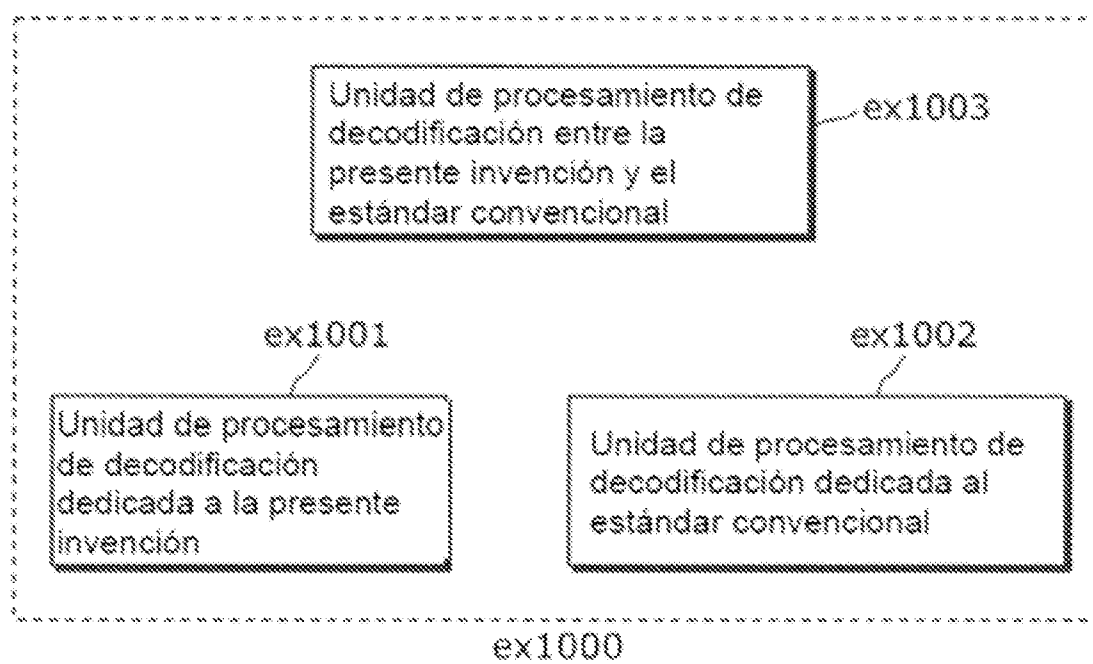 Unidad de procesamiento de
decodificación entre la
presente invención y el
estándar convencional
ex1003
ex1001
ex1002
Unidad de procesamiento
de decodificación
dedicada a la presente
invención
Unidad de procesamiento de
decodificación dedicada al
estándar convencional
ex1000